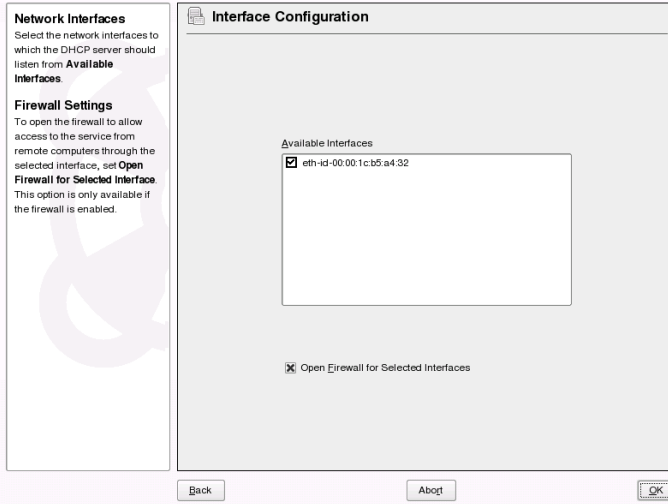 Network Interfaces
Select the network interfaces to
which the DHCP server should
listen from Available
Interfaces.
Firewall Settings
To open the firewall to allow
access to the service from
remote computers through the
selected interface, set Open
Firewall for Selected Interface.
This option is only available if
the firewall is enabled.
Interface Configuration
Available Interfaces
eth-id-00:00:1c:b5:a4:32
Open Firewall for Selected Interfaces
Back
Abort
OK